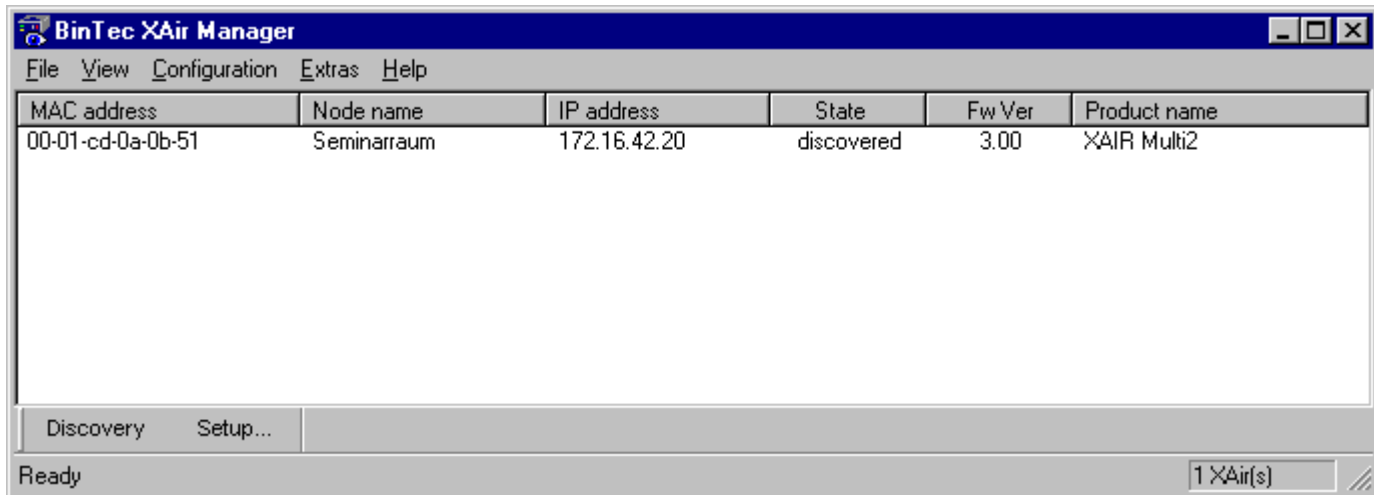 BinTec XAir Manager
File View Configuration Extras Help
MAC address Node name IP address State Fw Ver Product name
00-01-cd-0a-0b-51 Seminarraum 172.16.42.20 discovered 3.00 XAIR Multi2
Discovery Setup...
Ready 1 XAir(s)